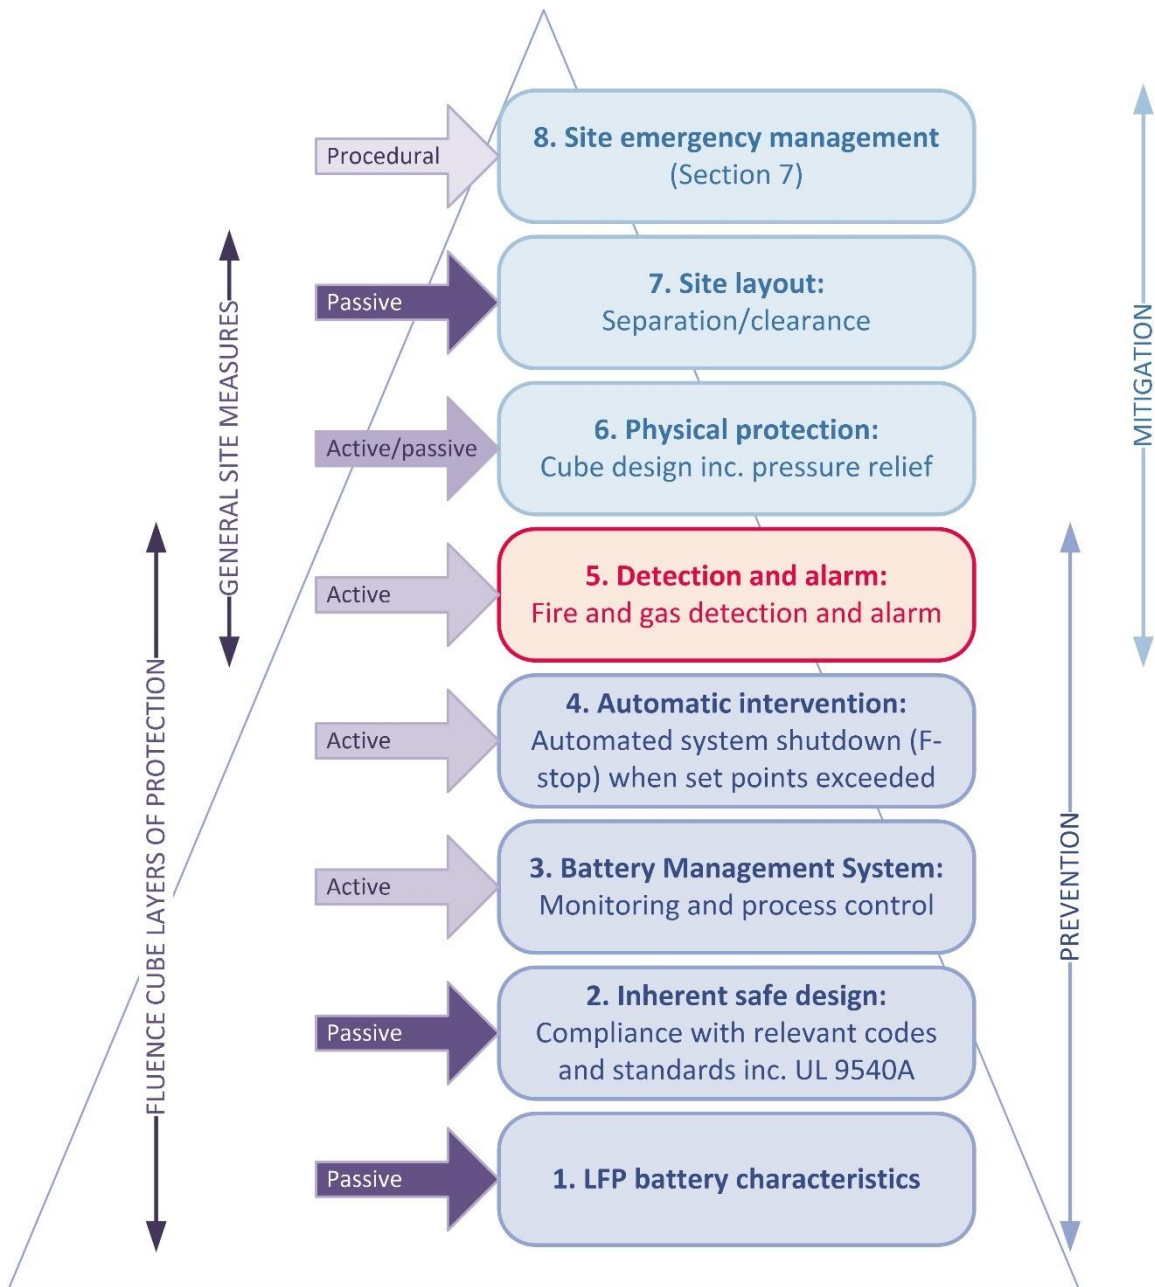 Procedural
8. Site emergency management
(Section 7)
Passive
7. Site layout:
Separation/clearance
Active/passive
6. Physical protection:
Cube design inc. pressure relief
Active
5. Detection and alarm:
Fire and gas detection and alarm
Active
4. Automatic intervention:
Automated system shutdown (F-
stop) when set points exceeded
Active
3. Battery Management System:
Monitoring and process control
Passive
2. Inherent safe design:
Compliance with relevant codes
and standards inc. UL 9540A
Passive
1. LFP battery characteristics
GENERAL SITE MEASURES
FLUENCE CUBE LAYERS OF PROTECTION
MITIGATION
PREVENTION